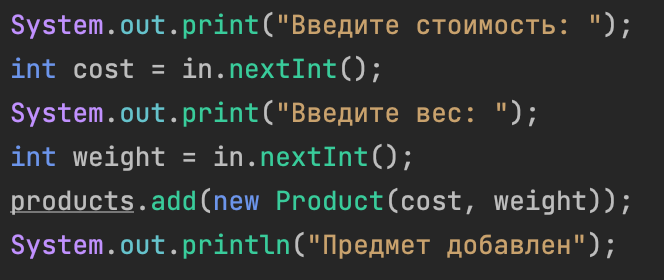 System.out.print("Введите стоимость: ");
int cost = in.nextInt();
System.out.print("Введите вес: ");
int weight = in.nextInt();
products.add(new Product(cost, weight));
System.out.println("Предмет добавлен");